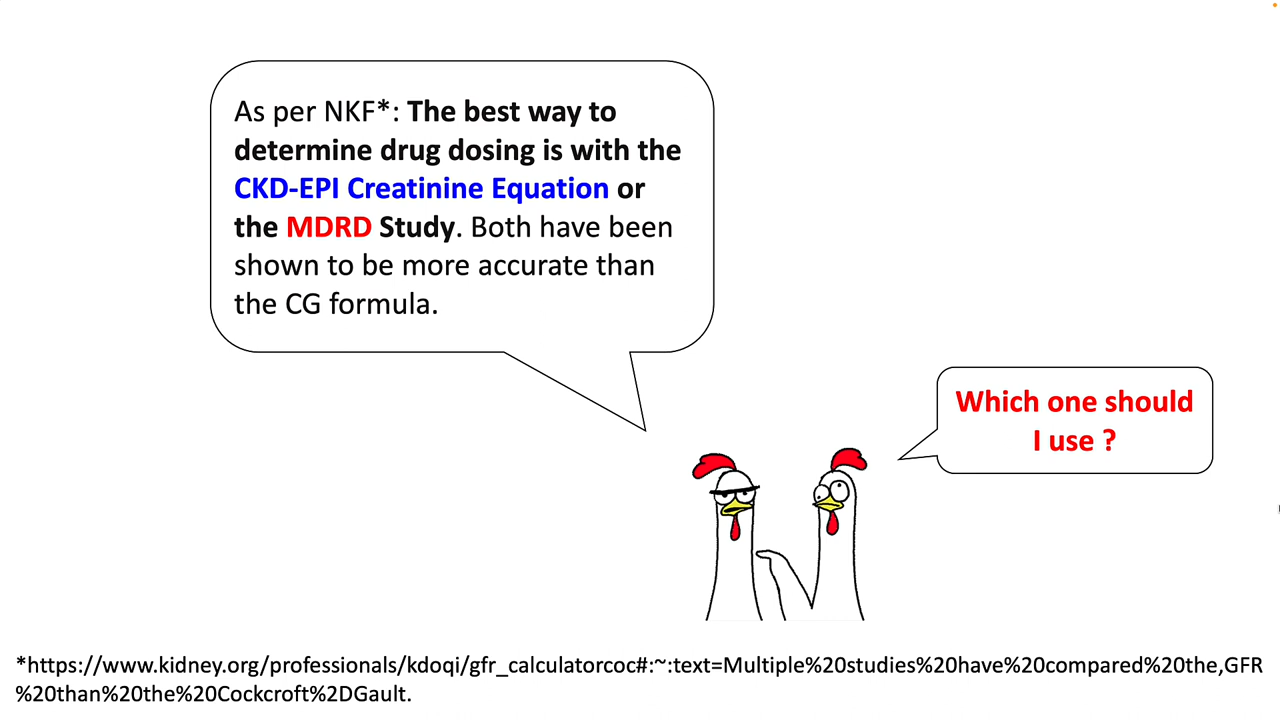 As per NKF*: The best way to
determine drug dosing is with the
CKD-EPI Creatinine Equation or
the MDRD Study. Both have been
shown to be more accurate than
the CG formula.
Which one should
I use ?
*https://www.kidney.org/professionals/kdoqi/gfr_calculatorcoc#:~:text=Multiple%20studies%20have%20compared%20the,GFR
%20than%20the%20Cockcroft%2DGault.